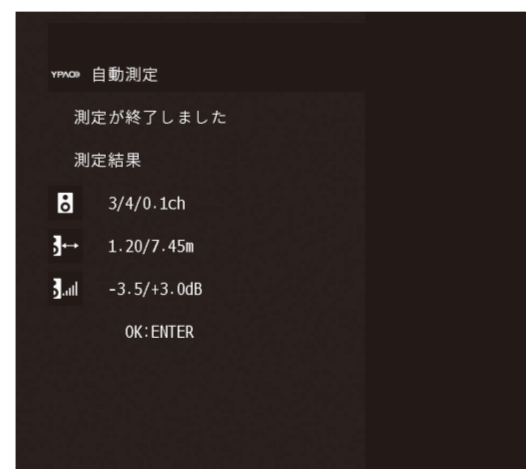 YPAO 自動測定
測定が終了しました
測定結果
3/4/0.1ch
1.20/7.45m
-3.5/+3.0dB
OK:ENTER